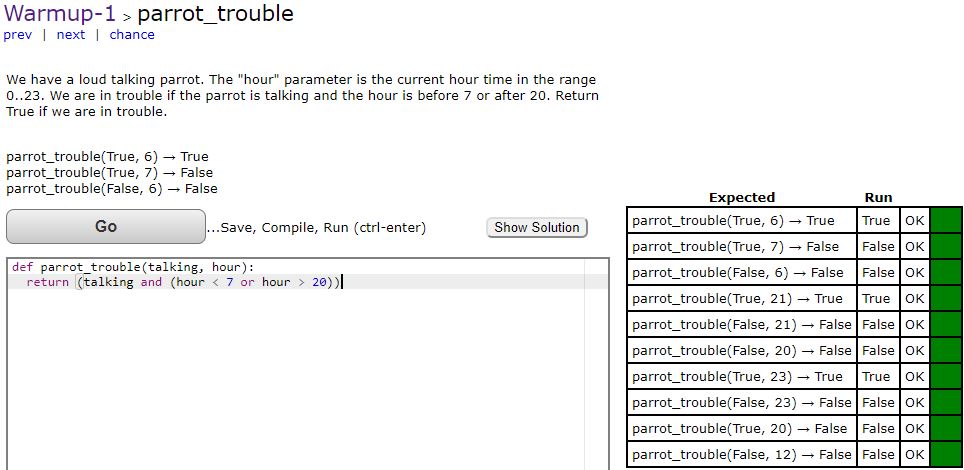 Warmup-1 > parrot_trouble
prev | next | chance
We have a loud talking parrot. The "hour" parameter is the current hour time in the range
0..23. We are in trouble if the parrot is talking and the hour is before 7 or after 20. Return
True if we are in trouble.
parrot_trouble(True, 6) → True
parrot_trouble(True, 7) → False
parrot_trouble(False, 6) → False
Go ...Save, Compile, Run (ctrl-enter) Show Solution
def parrot_trouble(talking, hour):
  return (talking and (hour < 7 or hour > 20))
Expected Run
parrot_trouble(True, 6) → True True OK
parrot_trouble(True, 7) → False False OK
parrot_trouble(False, 6) → False False OK
parrot_trouble(True, 21) → True True OK
parrot_trouble(False, 21) → False False OK
parrot_trouble(False, 20) → False False OK
parrot_trouble(True, 23) → True True OK
parrot_trouble(False, 23) → False False OK
parrot_trouble(True, 20) → False False OK
parrot_trouble(False, 12) → False False OK